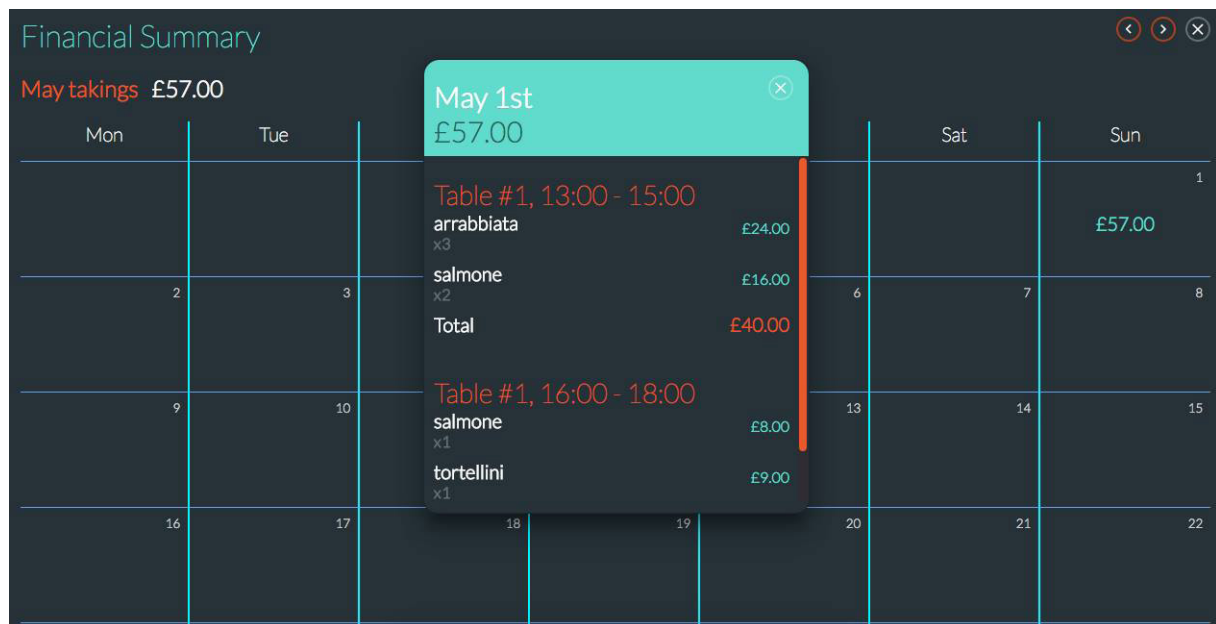 Financial Summary
May takings £57.00
Mon Tue Sat Sun
May 1st
£57.00
Table #1, 13:00 - 15:00
arrabbiata £24.00
x3
salmone £16.00
x2
Total £40.00
Table #1, 16:00 - 18:00
salmone £8.00
x1
tortellini £9.00
x1
1
£57.00
2 3 6 7 8
9 10 13 14 15
16 17 18 19 20 21 22